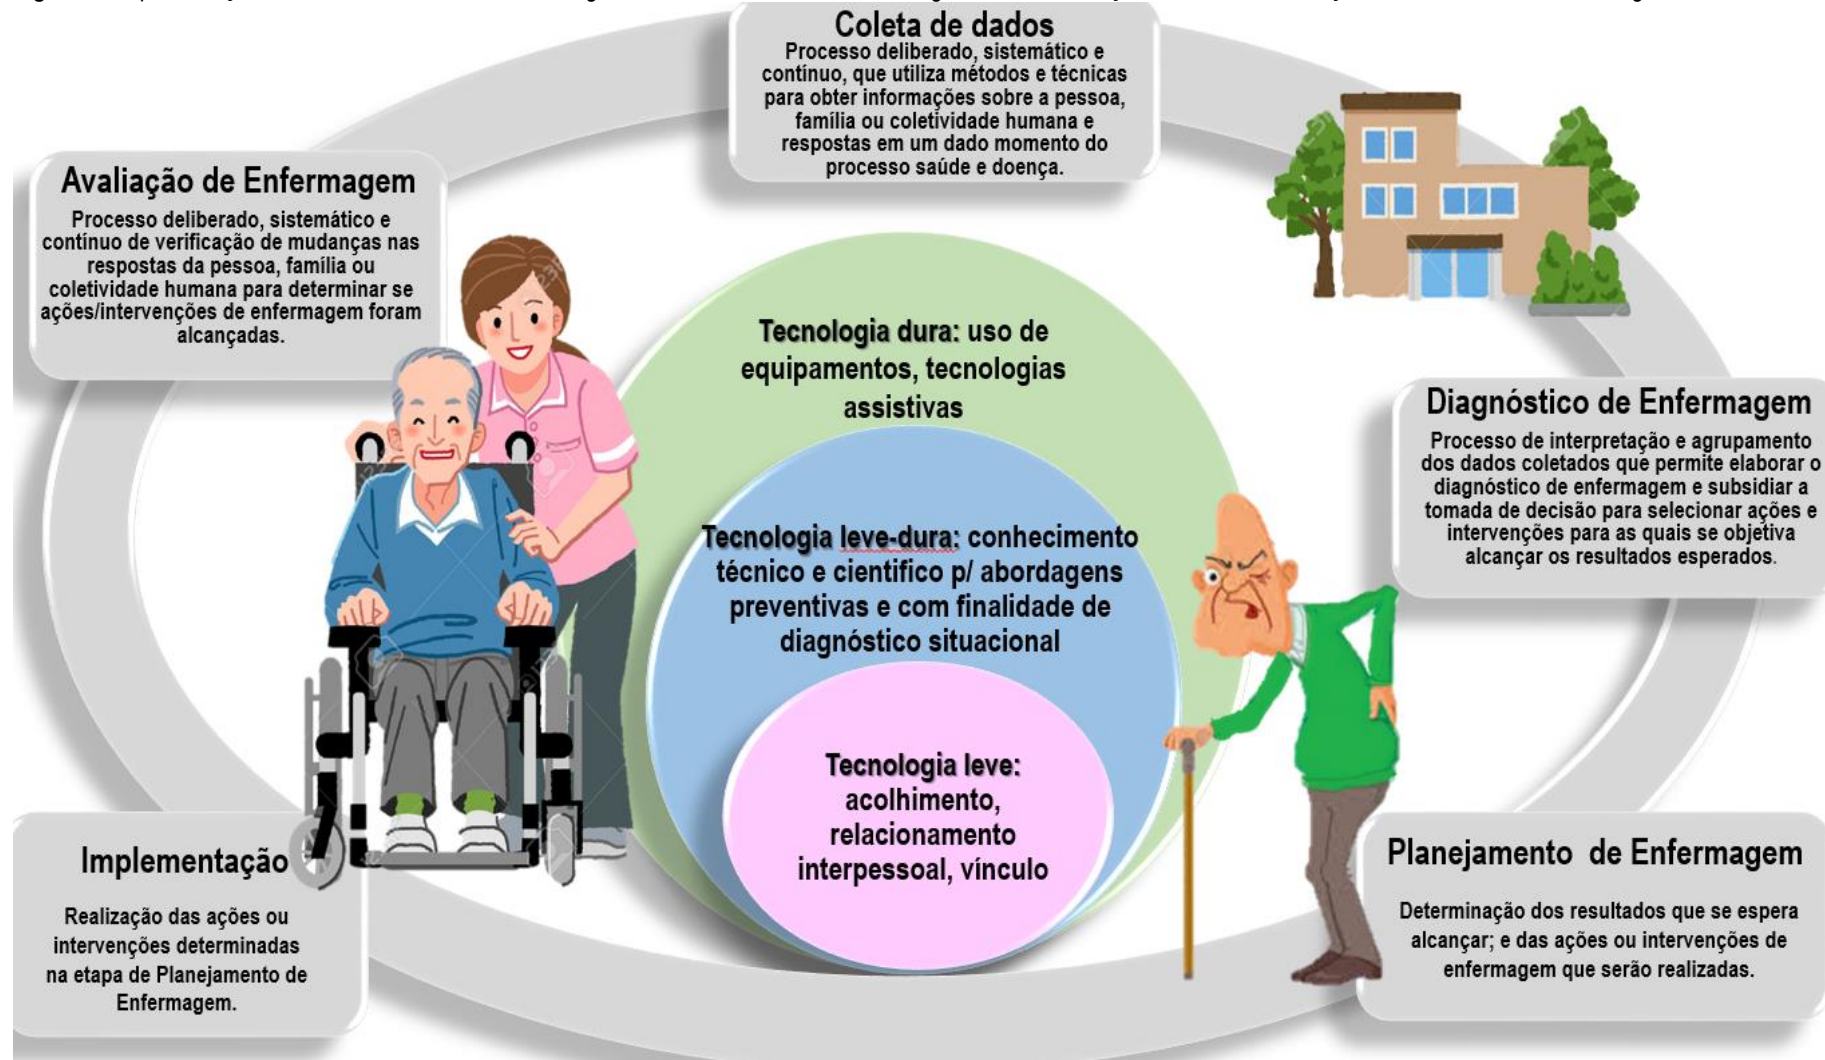 Coleta de dados
Processo deliberado, sistemático e
contínuo, que utiliza métodos e técnicas
para obter informações sobre a pessoa,
família ou coletividade humana e
respostas em um dado momento do
processo saúde e doença.
Avaliação de Enfermagem
Processo deliberado, sistemático e
contínuo de verificação de mudanças nas
respostas da pessoa, família ou
coletividade humana para determinar se
ações/intervenções de enfermagem foram
alcançadas.
Tecnologia dura: uso de
equipamentos, tecnologias
assistivas
Diagnóstico de Enfermagem
Processo de interpretação e agrupamento
dos dados coletados que permite elaborar o
diagnóstico de enfermagem e subsidiar a
tomada de decisão para selecionar ações e
intervenções para as quais se objetiva
alcançar os resultados esperados.
Tecnologia leve-dura: conhecimento
técnico e cientifico p/ abordagens
preventivas e com finalidade de
diagnóstico situacional
Tecnologia leve:
acolhimento,
relacionamento
interpessoal, vínculo
Implementação
Realização das ações ou
intervenções determinadas
na etapa de Planejamento de
Enfermagem.
Planejamento de Enfermagem
Determinação dos resultados que se espera
alcançar; e das ações ou intervenções de
enfermagem que serão realizadas.